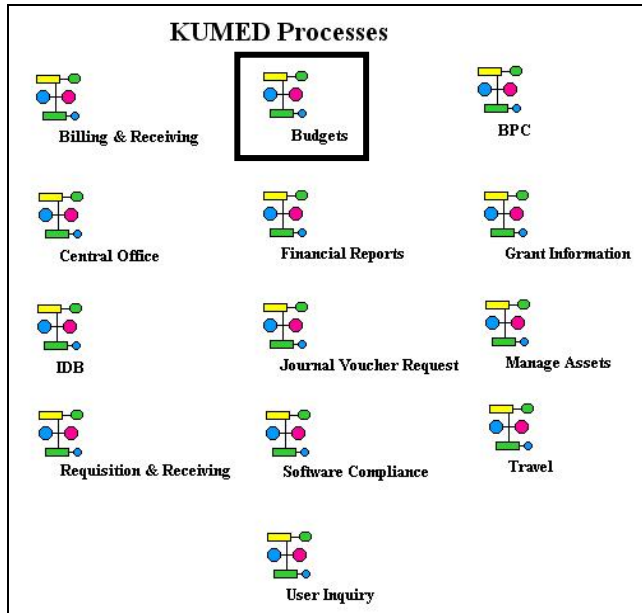 KUMED Processes
Billing & Receiving
Budgets
BPC
Central Office
Financial Reports
Grant Information
IDB
Journal Voucher Request
Manage Assets
Requisition & Receiving
Software Compliance
Travel
User Inquiry